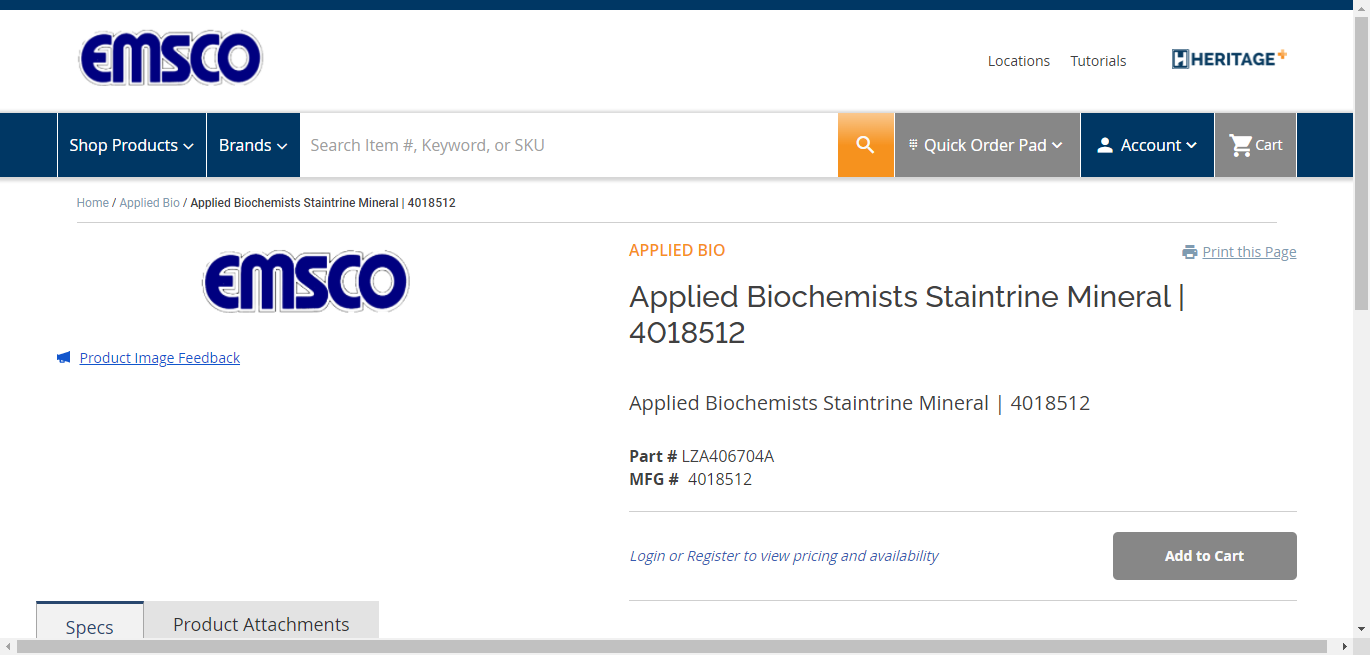 EMSCO
Locations Tutorials HERITAGE+
Shop Products Brands Search Item #, Keyword, or SKU Quick Order Pad Account Cart
Home / Applied Bio / Applied Biochemists Staintrine Mineral | 4018512
EMSCO
Product Image Feedback
APPLIED BIO
Print this Page
Applied Biochemists Staintrine Mineral |
4018512
Applied Biochemists Staintrine Mineral | 4018512
Part # LZA406704A
MFG # 4018512
Login or Register to view pricing and availability
Add to Cart
Specs Product Attachments